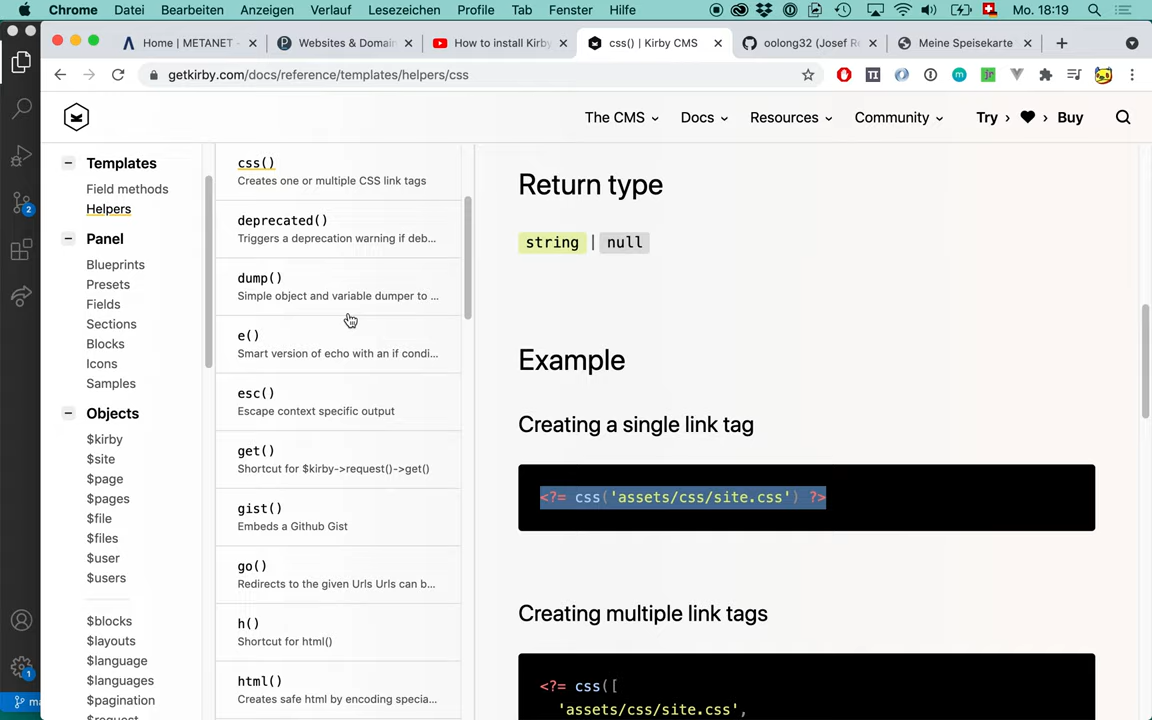 Chrome Datei Bearbeiten Anzeigen Verlauf Lesezeichen Profile Tab Fenster Hilfe Mo. 18:19
Home | METANET - Websites & Domain How to install Kirby css() | Kirby CMS oolong32 (Josef R Meine Speisekarte
getkirby.com/docs/reference/templates/helpers/css
The CMS Docs Resources Community Try Buy
Templates
Field methods
Helpers
Panel
Blueprints
Presets
Fields
Sections
Blocks
Icons
Samples
Objects
$kirby
$site
$page
$pages
$file
$files
$user
$users
$blocks
$layouts
$language
$languages
$pagination
$request
css()
Creates one or multiple CSS link tags
deprecated()
Triggers a deprecation warning if deb...
dump()
Simple object and variable dumper to ...
e()
Smart version of echo with an if condi...
esc()
Escape context specific output
get()
Shortcut for $kirby->request()->get()
gist()
Embeds a Github Gist
go()
Redirects to the given Urls Urls can b...
h()
Shortcut for html()
html()
Creates safe html by encoding specia...
Return type
string | null
Example
Creating a single link tag
<?= css('assets/css/site.css') ?>
Creating multiple link tags
<?= css([
'assets/css/site.css',
2
1